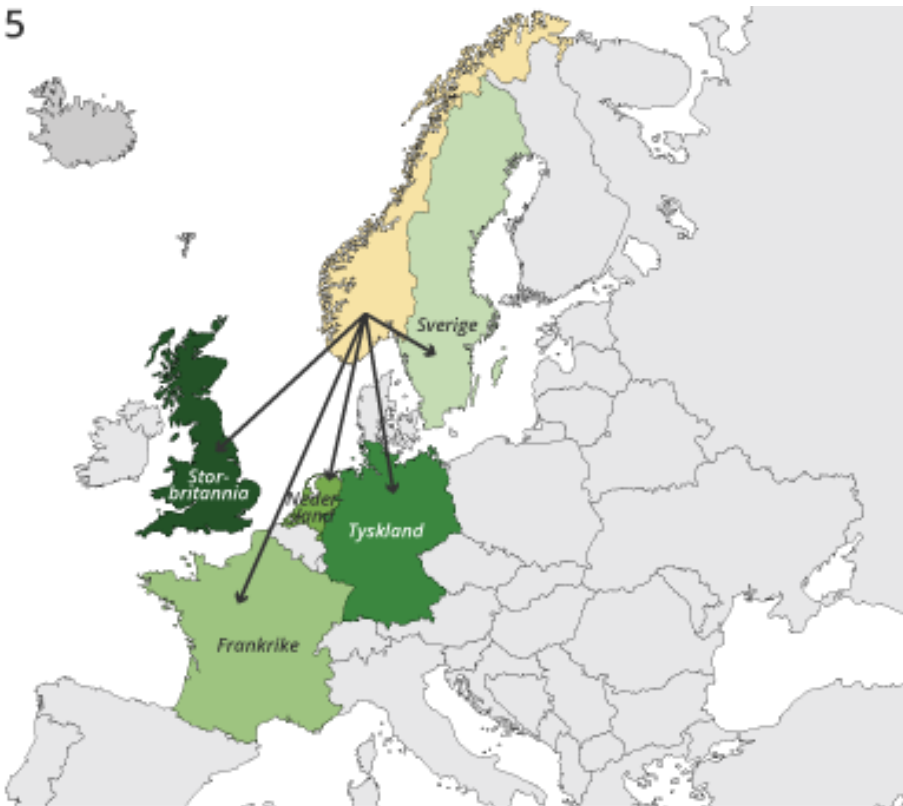 5
Sverige
Stor-
britannia
Neder-
land
Tyskland
Frankrike